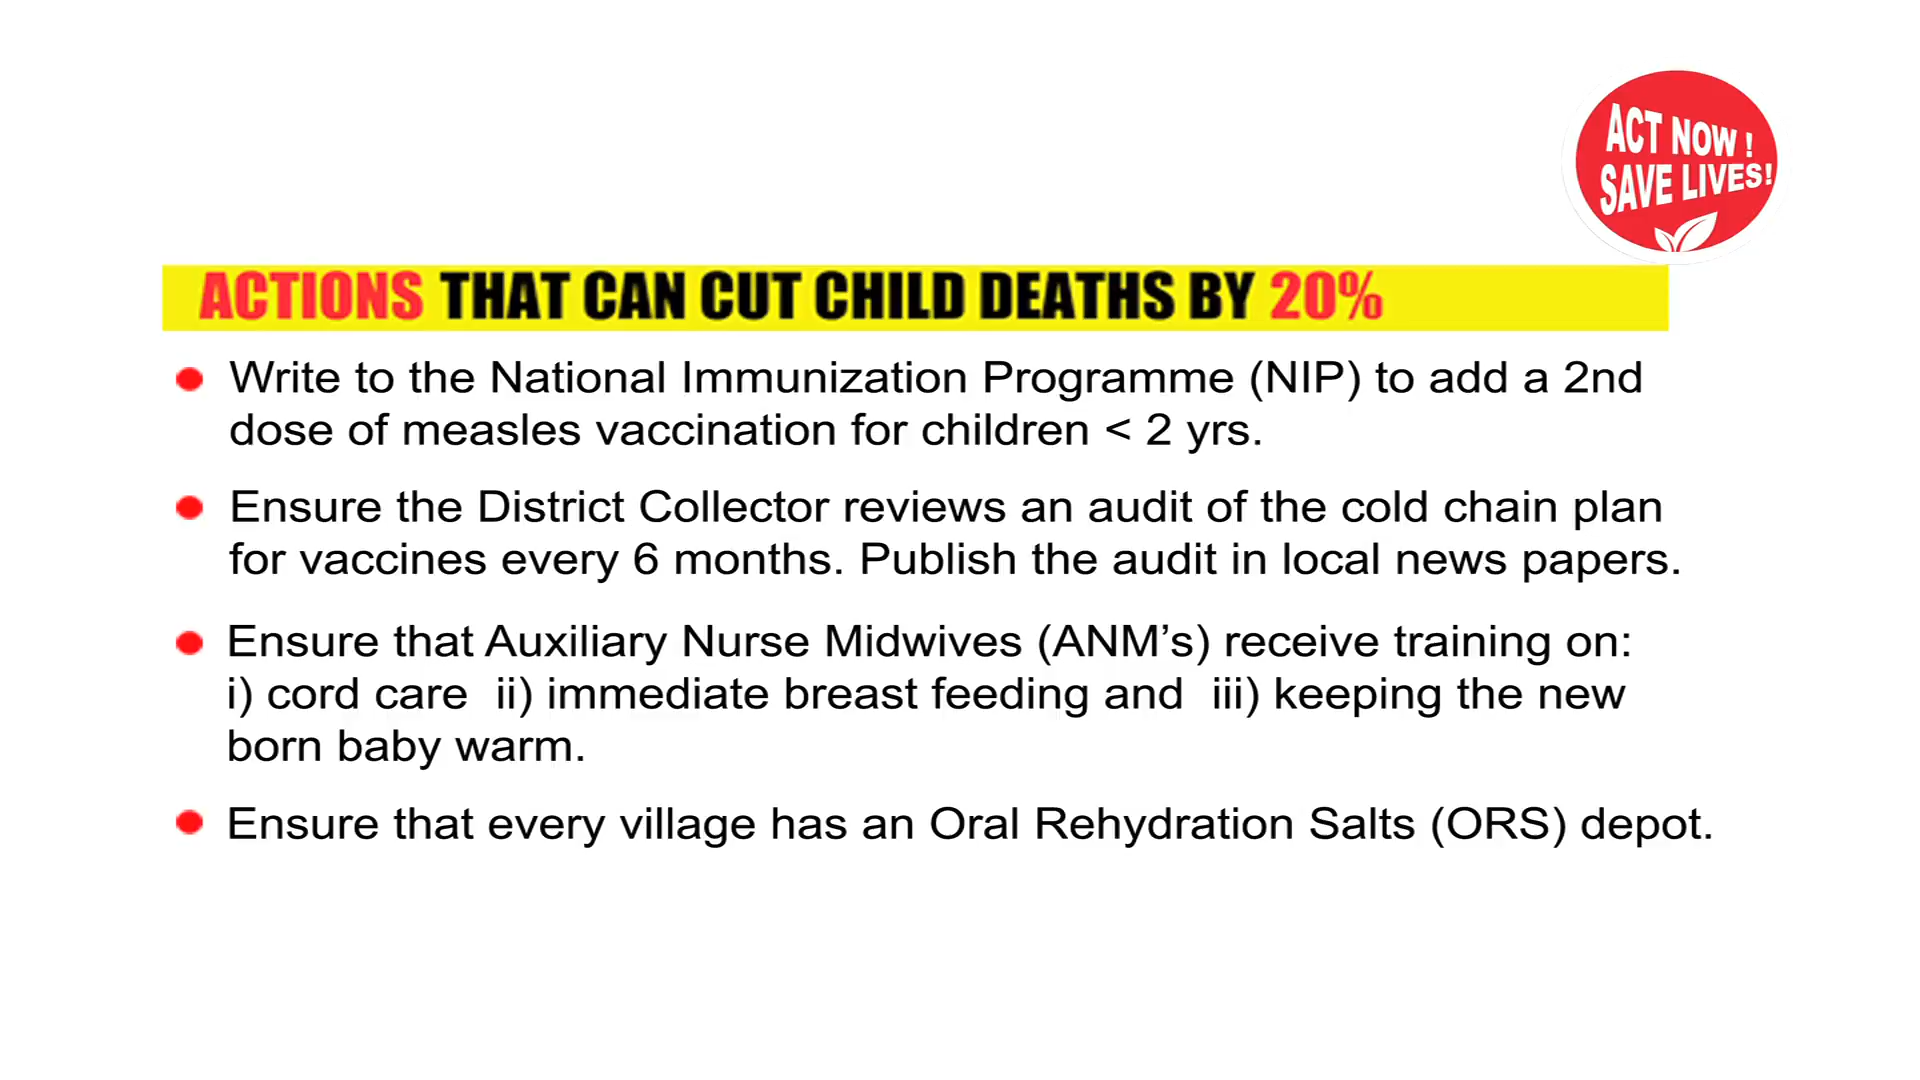 ACT NOW !
SAVE LIVES!
ACTIONS THAT CAN CUT CHILD DEATHS BY 20%
Write to the National Immunization Programme (NIP) to add a 2nd
dose of measles vaccination for children < 2 yrs.
Ensure the District Collector reviews an audit of the cold chain plan
for vaccines every 6 months. Publish the audit in local news papers.
Ensure that Auxiliary Nurse Midwives (ANM’s) receive training on:
i) cord care ii) immediate breast feeding and iii) keeping the new
born baby warm.
Ensure that every village has an Oral Rehydration Salts (ORS) depot.